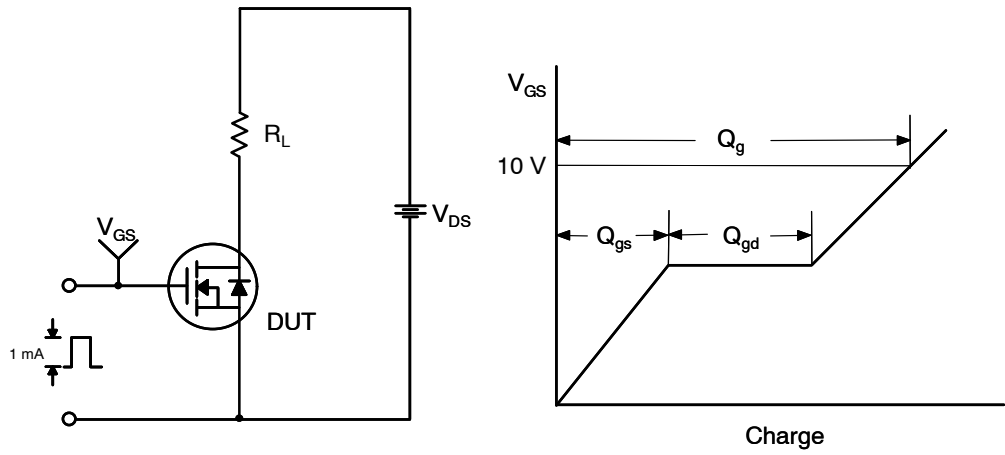 R_L
V_DS
V_GS
DUT
1 mA
V_GS
Q_g
10 V
Q_gs
Q_gd
Charge